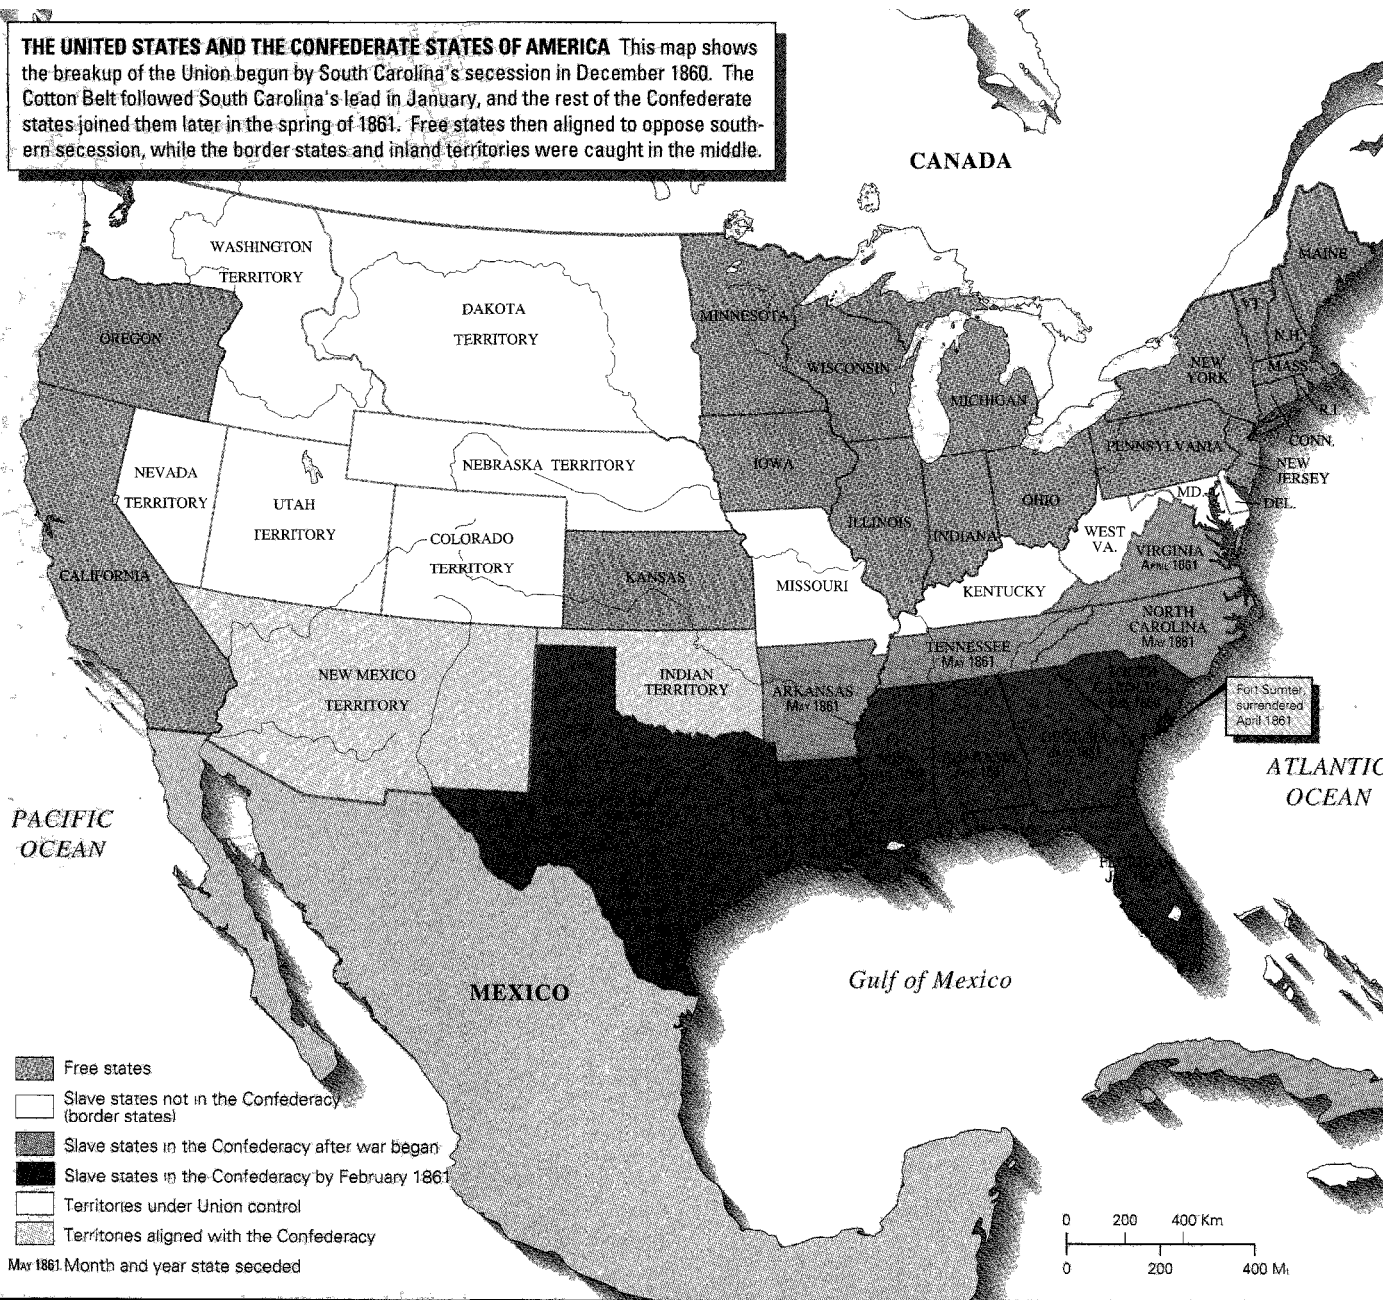 THE UNITED STATES AND THE CONFEDERATE STATES OF AMERICA This map shows
the breakup of the Union begun by South Carolina's secession in December 1860. The
Cotton Belt followed South Carolina's lead in January, and the rest of the Confederate
states joined them later in the spring of 1861. Free states then aligned to oppose south-
ern secession, while the border states and inland territories were caught in the middle.
CANADA
WASHINGTON
TERRITORY
MAINE
DAKOTA
TERRITORY
OREGON
MINNESOTA
VT.
N.H.
WISCONSIN
NEW
YORK
MASS
MICHIGAN
R.I.
CONN.
PENNSYLVANIA
NEW
JERSEY
NEVADA
TERRITORY
NEBRASKA TERRITORY
IOWA
MD.
DEL.
UTAH
TERRITORY
OHIO
ILLINOIS
INDIANA
WEST
VA.
COLORADO
TERRITORY
VIRGINIA
APRIL 1861
CALIFORNIA
KANSAS
MISSOURI
KENTUCKY
NORTH
CAROLINA
MAY 1861
TENNESSEE
MAY 1861
NEW MEXICO
TERRITORY
INDIAN
TERRITORY
ARKANSAS
MAY 1861
Fort Sumter,
surrendered
April 1861
ATLANTIC
OCEAN
PACIFIC
OCEAN
Gulf of Mexico
MEXICO
Free states
Slave states not in the Confederacy
(border states)
Slave states in the Confederacy after war began
Slave states in the Confederacy by February 1861
Territories under Union control
Territories aligned with the Confederacy
MAY 1861 Month and year state seceded
0 200 400 Km
0 200 400 Mi